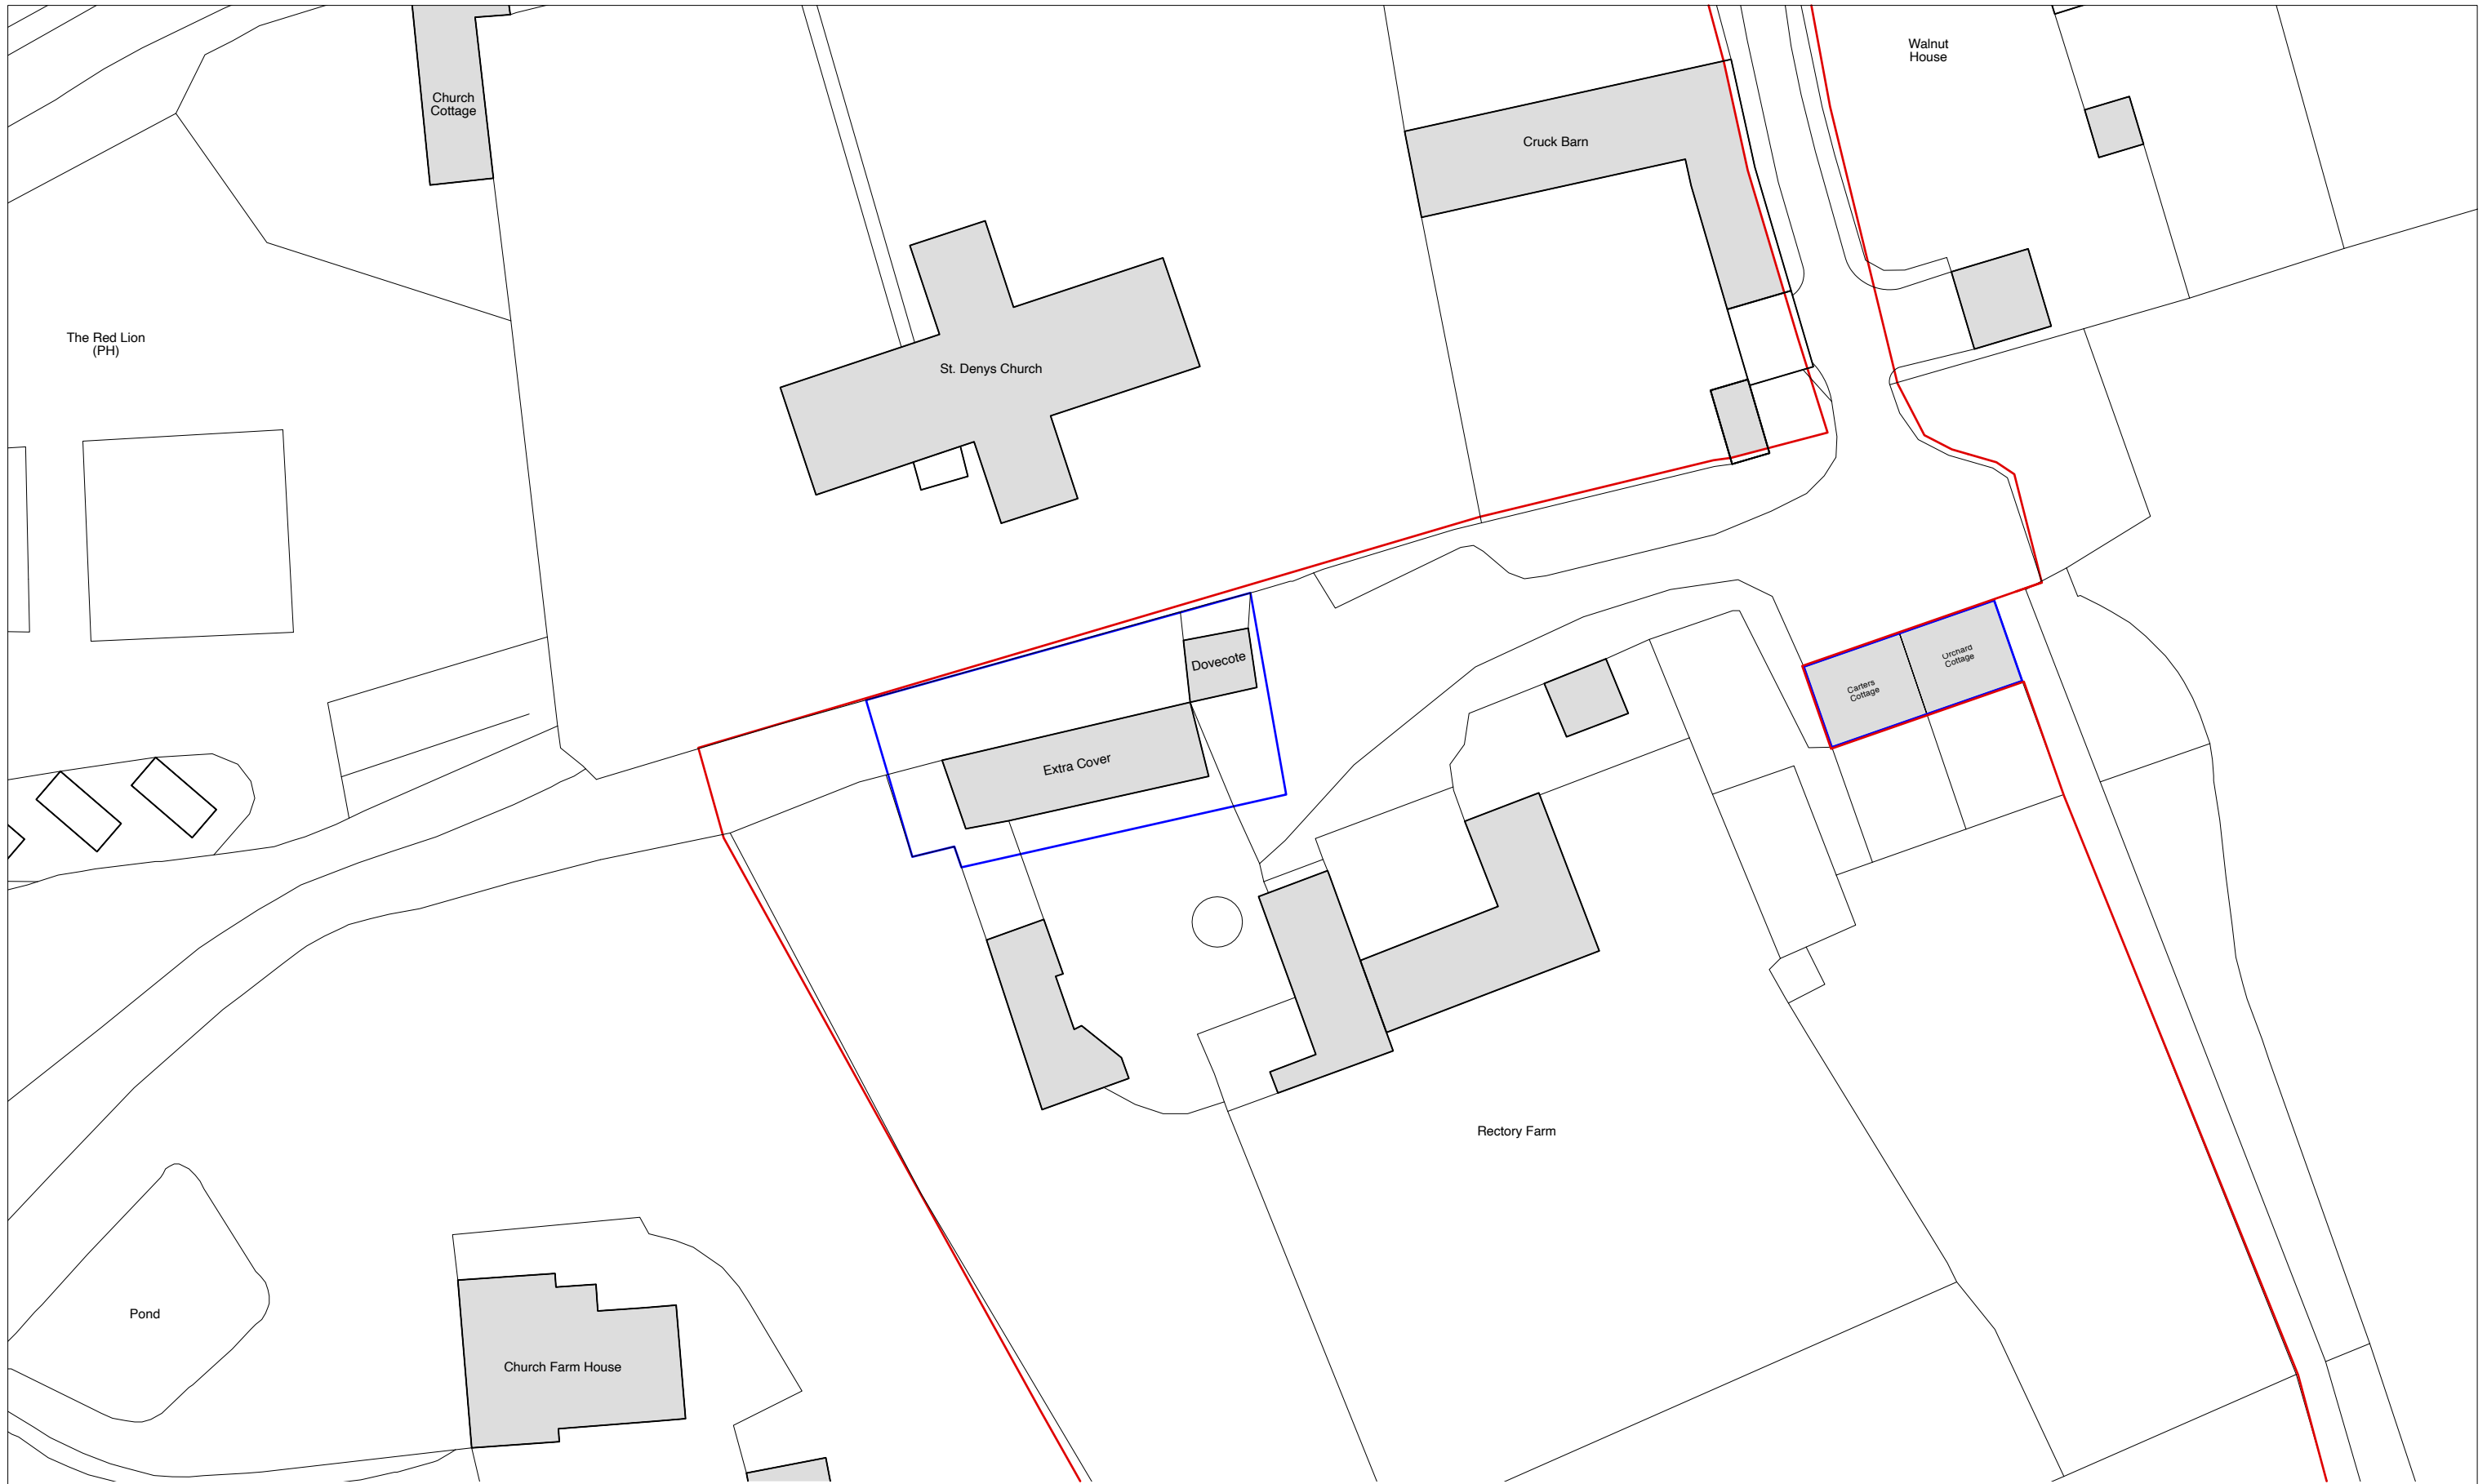 Walnut
House
Church
Cottage
Cruck Barn
The Red Lion
(PH)
St. Denys Church
Dovecote
Orchard
Cottage
Carters
Cottage
Extra Cover
Rectory Farm
Pond
Church Farm House